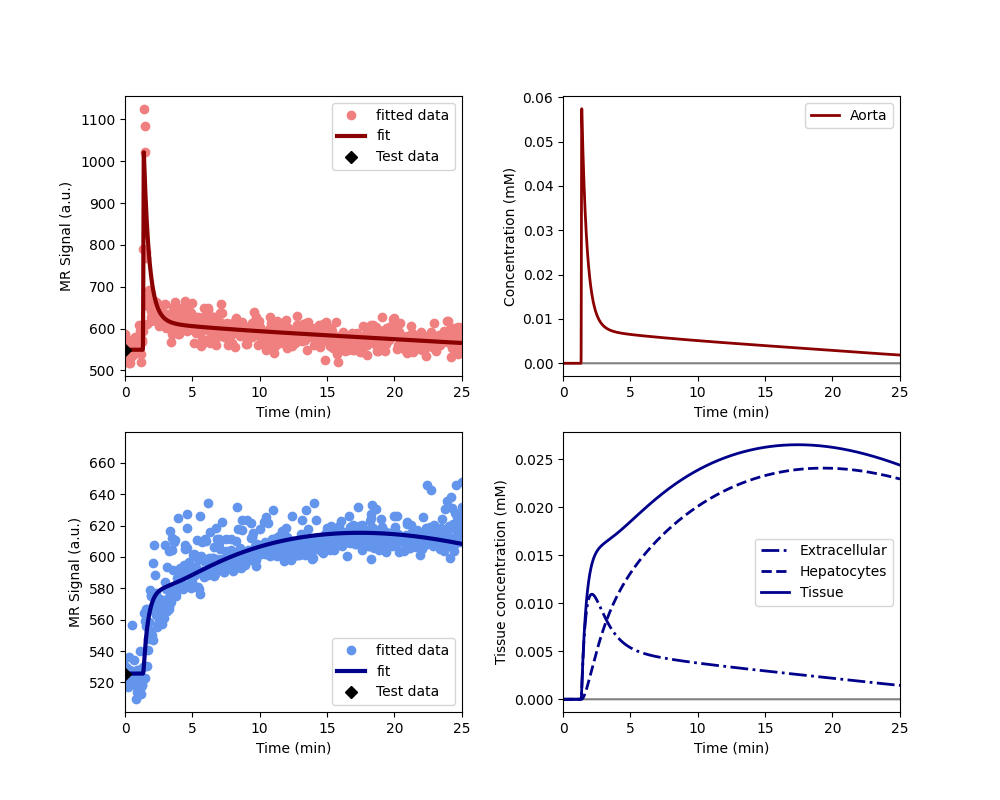 1100
1000
900
800
700
600
500
MR Signal (a.u.)
fitted data
fit
Test data
0 5 10 15 20 25
Time (min)
0.06
0.05
0.04
0.03
0.02
0.01
0.00
Concentration (mM)
Aorta
0 5 10 15 20 25
Time (min)
660
640
620
600
580
560
540
520
MR Signal (a.u.)
fitted data
fit
Test data
0 5 10 15 20 25
Time (min)
0.025
0.020
0.015
0.010
0.005
0.000
Tissue concentration (mM)
Extracellular
Hepatocytes
Tissue
0 5 10 15 20 25
Time (min)